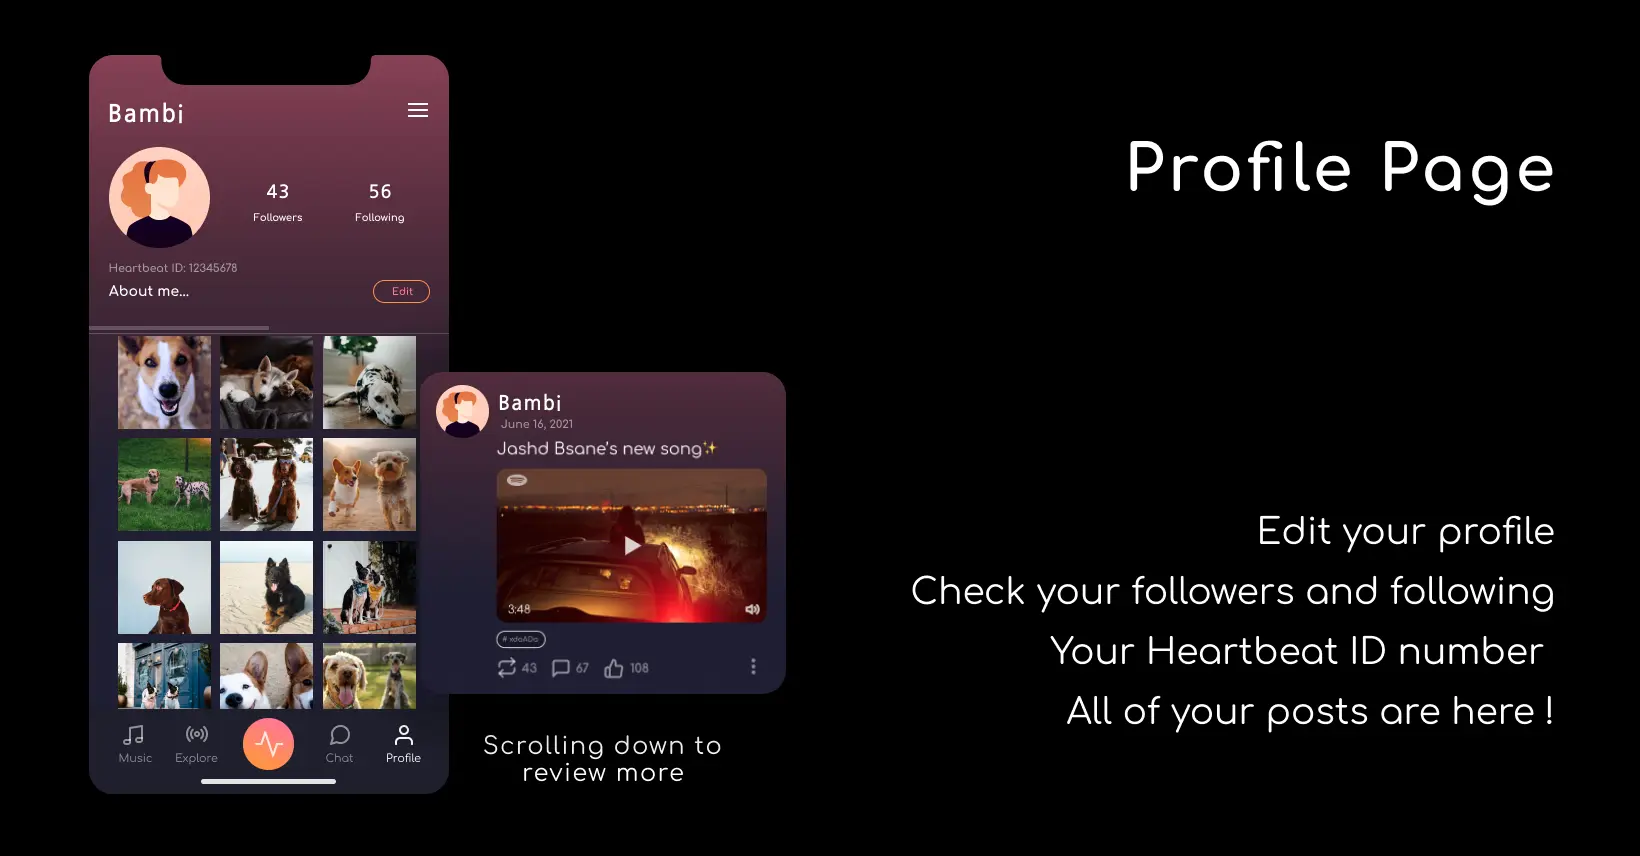 Bambi
43
56
Followers
Following
Heartbeat ID: 12345678
About me...
Edit
Music
Explore
Chat
Profile
Bambi
June 16, 2021
Jashd Bsane's new song✨
3:48
# xdaADa
43
67
108
Scrolling down to
review more
Profile Page
Edit your profile
Check your followers and following
Your Heartbeat ID number
All of your posts are here !